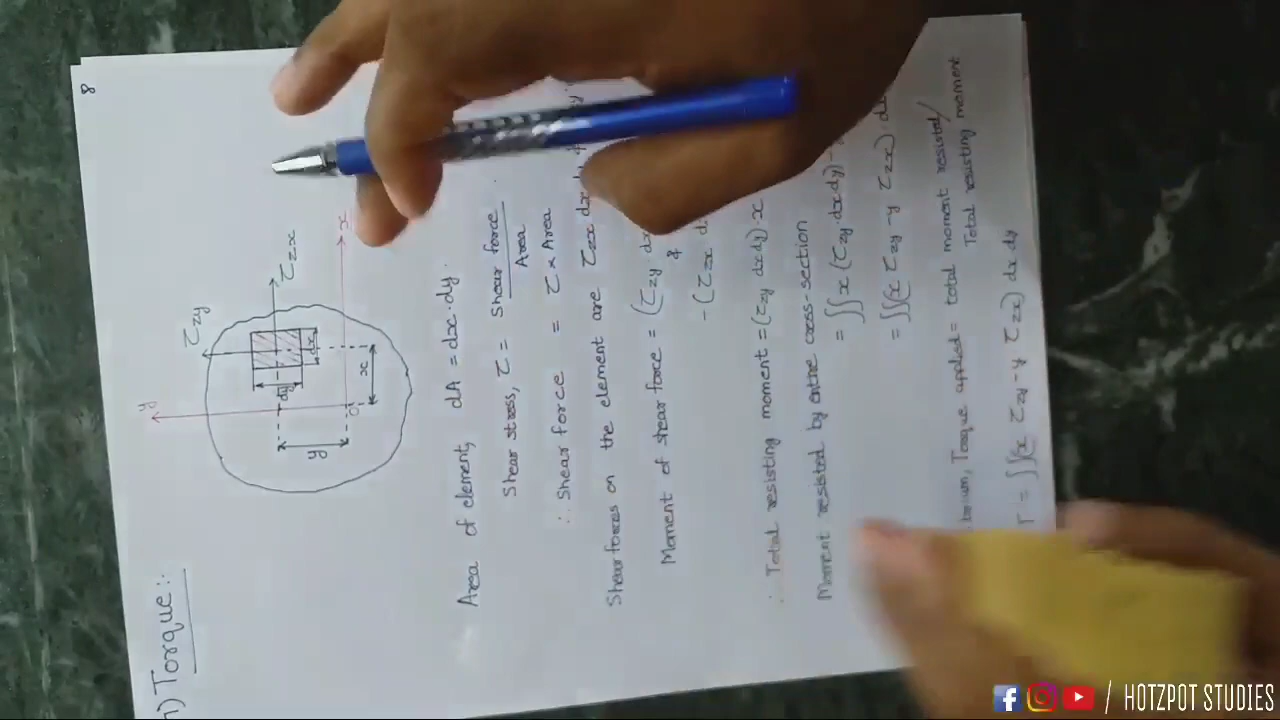 8
7) Torque:-
y
τzy
τzx
x
dy
dx
y
x
O
Area of element, dA = dx·dy.
Shear stress, τ = Shear force / Area
∴ Shear force = τ x Area
Shear forces on the element are τzx dx
Moment of shear force = (τzy· dx
&
-(τzx d
∴ Total resisting moment = (τzy dx dy)·x
Moment resisted by entire cross-section
= ∬ x (τzy· dx dy) -
= ∬(x τzy - y τzx) d
Torque applied = total moment resisted/
Total resisting moment
T = ∬(x τzy - y τzx) dx dy
/ HOTZPOT STUDIES